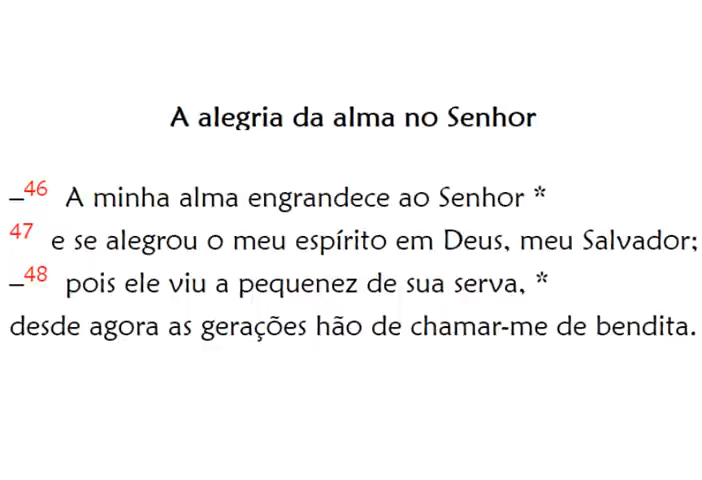 A alegria da alma no Senhor
–46 A minha alma engrandece ao Senhor *
47 e se alegrou o meu espírito em Deus, meu Salvador;
–48 pois ele viu a pequenez de sua serva, *
desde agora as gerações hão de chamar-me de bendita.